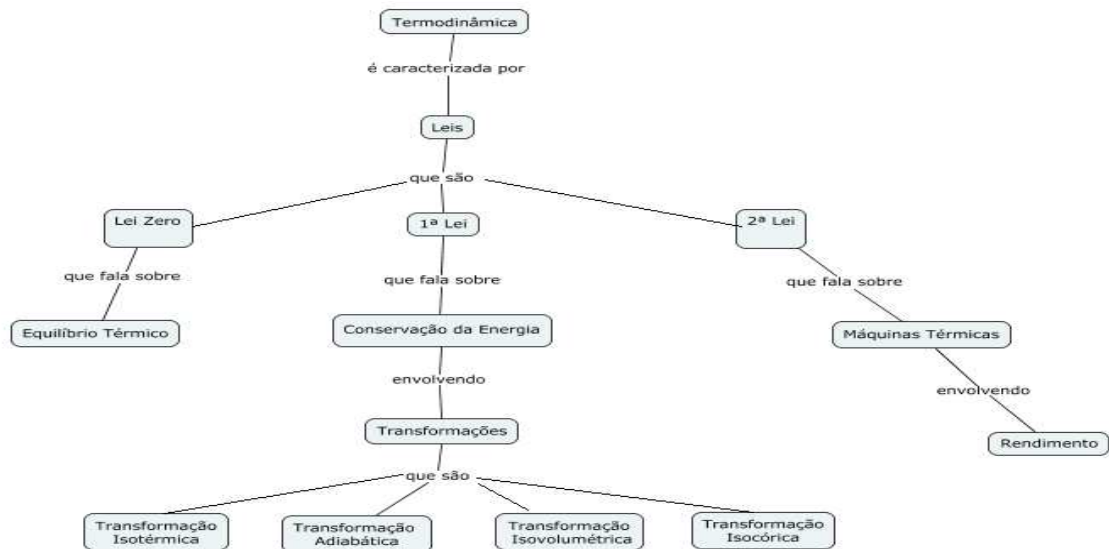 Termodinâmica
é caracterizada por
Leis
que são
Lei Zero
1ª Lei
2ª Lei
que fala sobre
que fala sobre
que fala sobre
Equilíbrio Térmico
Conservação da Energia
Máquinas Térmicas
envolvendo
envolvendo
Transformações
Rendimento
que são
Transformação
Isotérmica
Transformação
Adiabática
Transformação
Isovolumétrica
Transformação
Isocórica